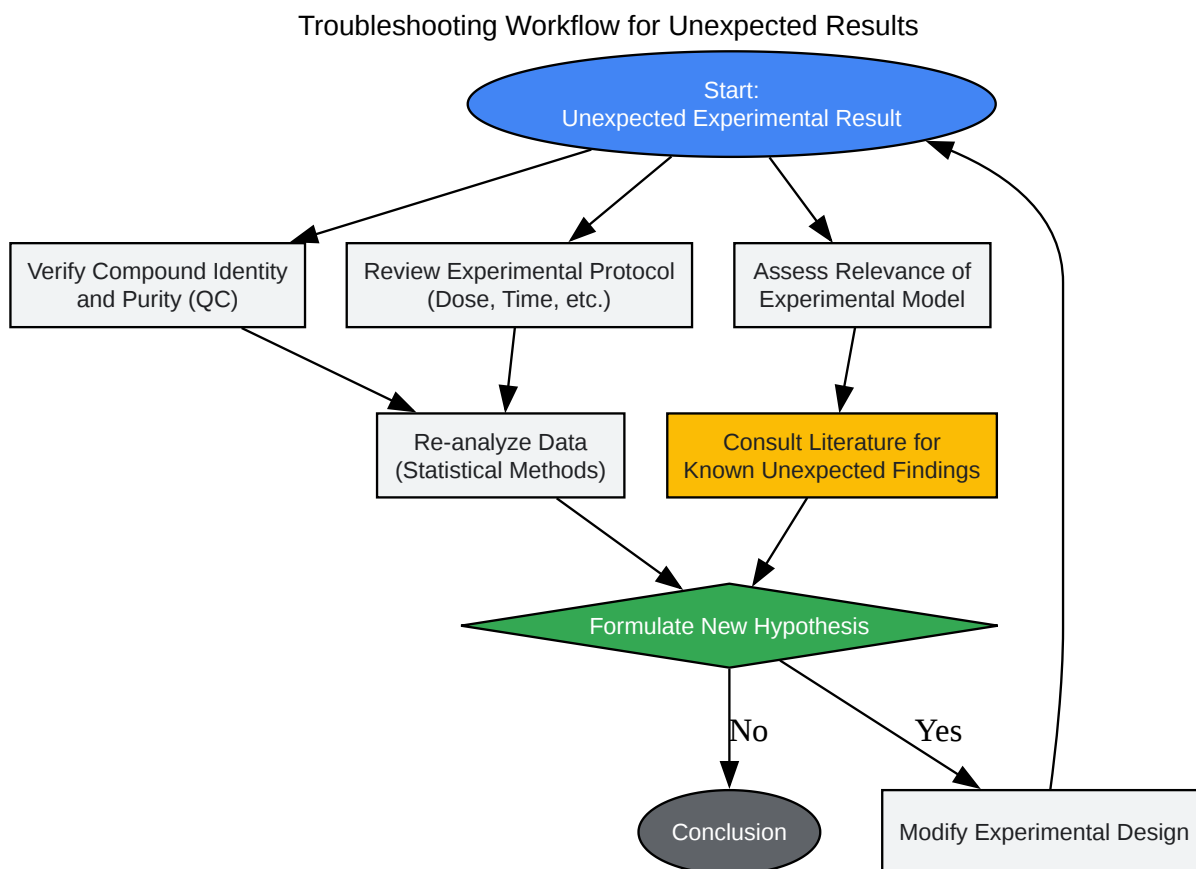 Troubleshooting Workflow for Unexpected Results
Start:
Unexpected Experimental Result
Verify Compound Identity
and Purity (QC)
Review Experimental Protocol
(Dose, Time, etc.)
Assess Relevance of
Experimental Model
Re-analyze Data
(Statistical Methods)
Consult Literature for
Known Unexpected Findings
Formulate New Hypothesis
No
Yes
Conclusion
Modify Experimental Design